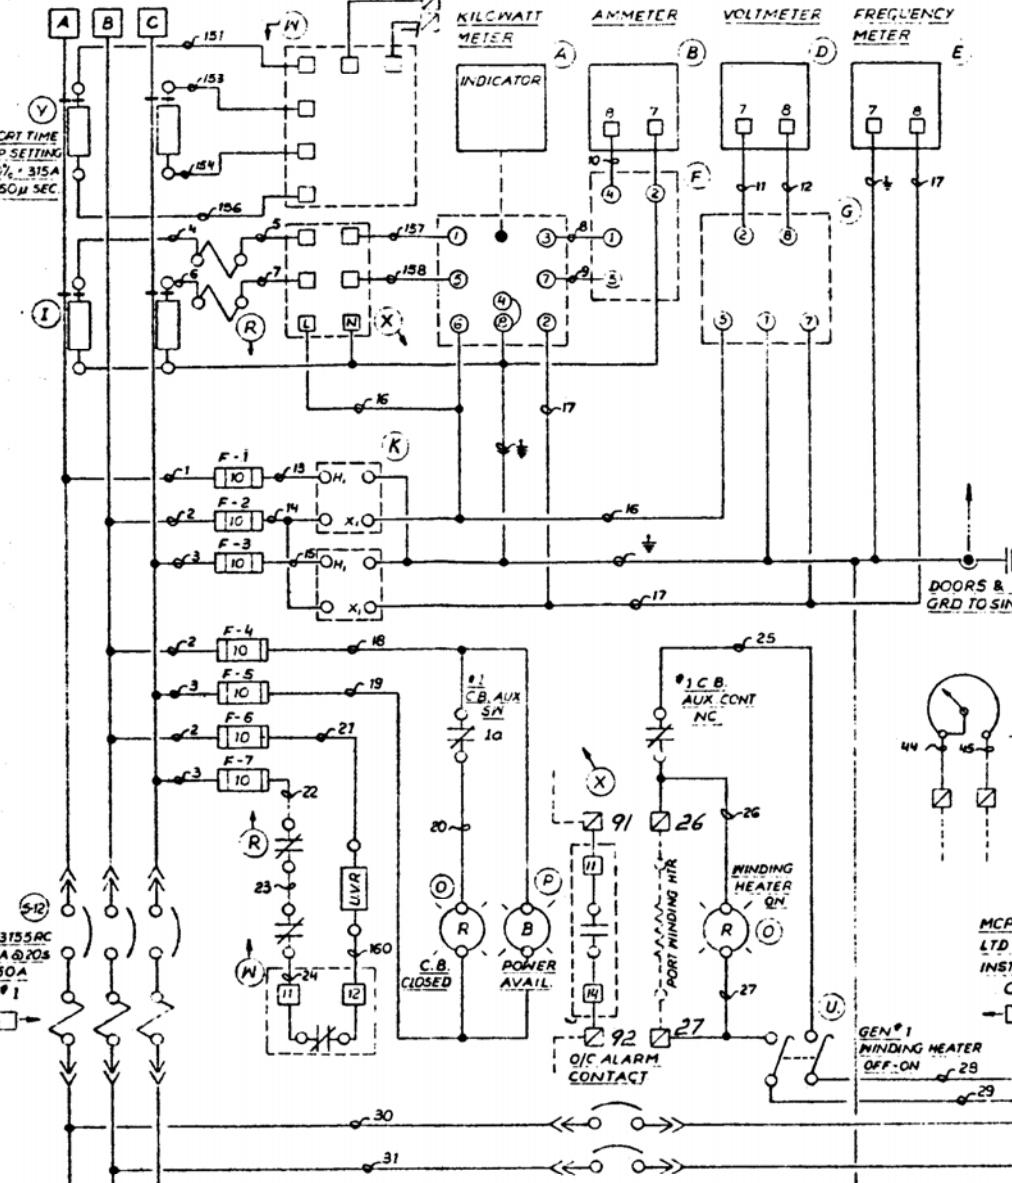 A B C
151
W
KILOWATT
METER
AMMETER
VOLTMETER
FREQUENCY
METER
A
B
D
E
INDICATOR
153
V
8 7
7 8
7 8
ORT TIME
P SETTING
315A
50μ SEC.
154
10
4 2
F
11 12
17
156
G
4 5
157
1 3
8
1
2 8
6 7
158
5 7
9
I
R
L N
X
4
6 8 2
5 1 7
16
17
K
F-1
1 10 13 H₁
F-2
2 10 14 X₁
16
F-3
3 10 15 H₁
17
X₁
DOORS &
GRD TO SIN
F-4
2 10 18
25
F-5
3 10 19
#1
C.B. AUX
SW
1a
#1 C.B.
AUX. CONT
NC
F-6
2 10 21
F-7
3 10
22
44 45
X
R
20
91 26
26
23
U.V.R
11
PORT WINDING HTR
WINDING
HEATER
ON
S-12
O P
3155RC
A@20s
50A
#1
R B
R O
W
160
24
C.B.
CLOSED
POWER
AVAIL.
MCP
LTD
INST
11 12
14
27
U.
92 27
O/C ALARM
CONTACT
GEN #1
WINDING HEATER
OFF-ON
28
29
30
31